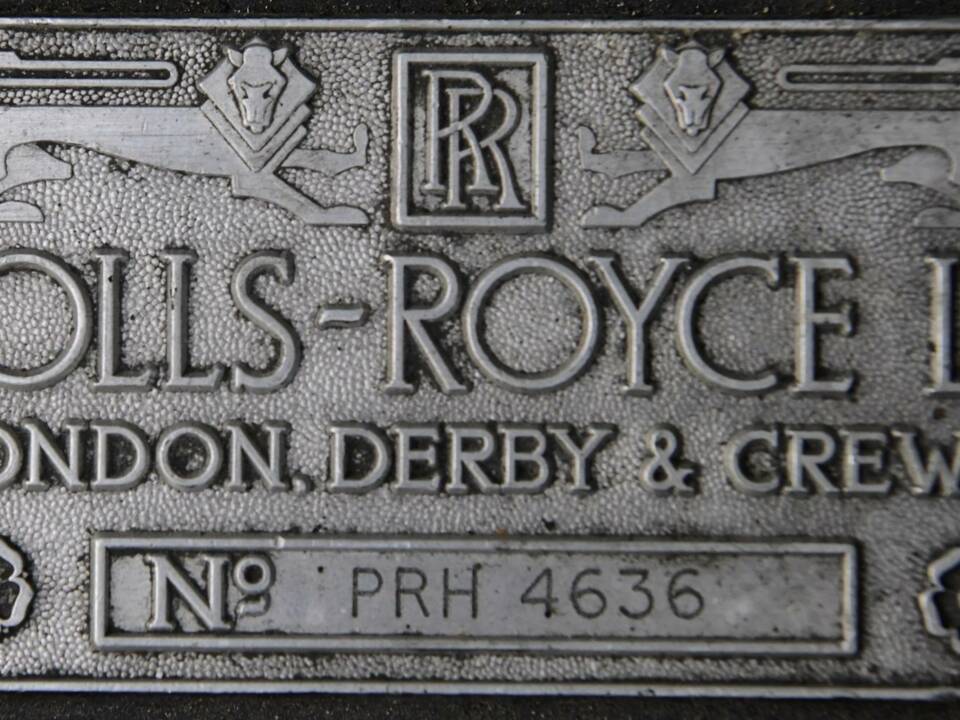 RR
OLLS-ROYCE L
ONDON, DERBY & CREW
Nº PRH 4636